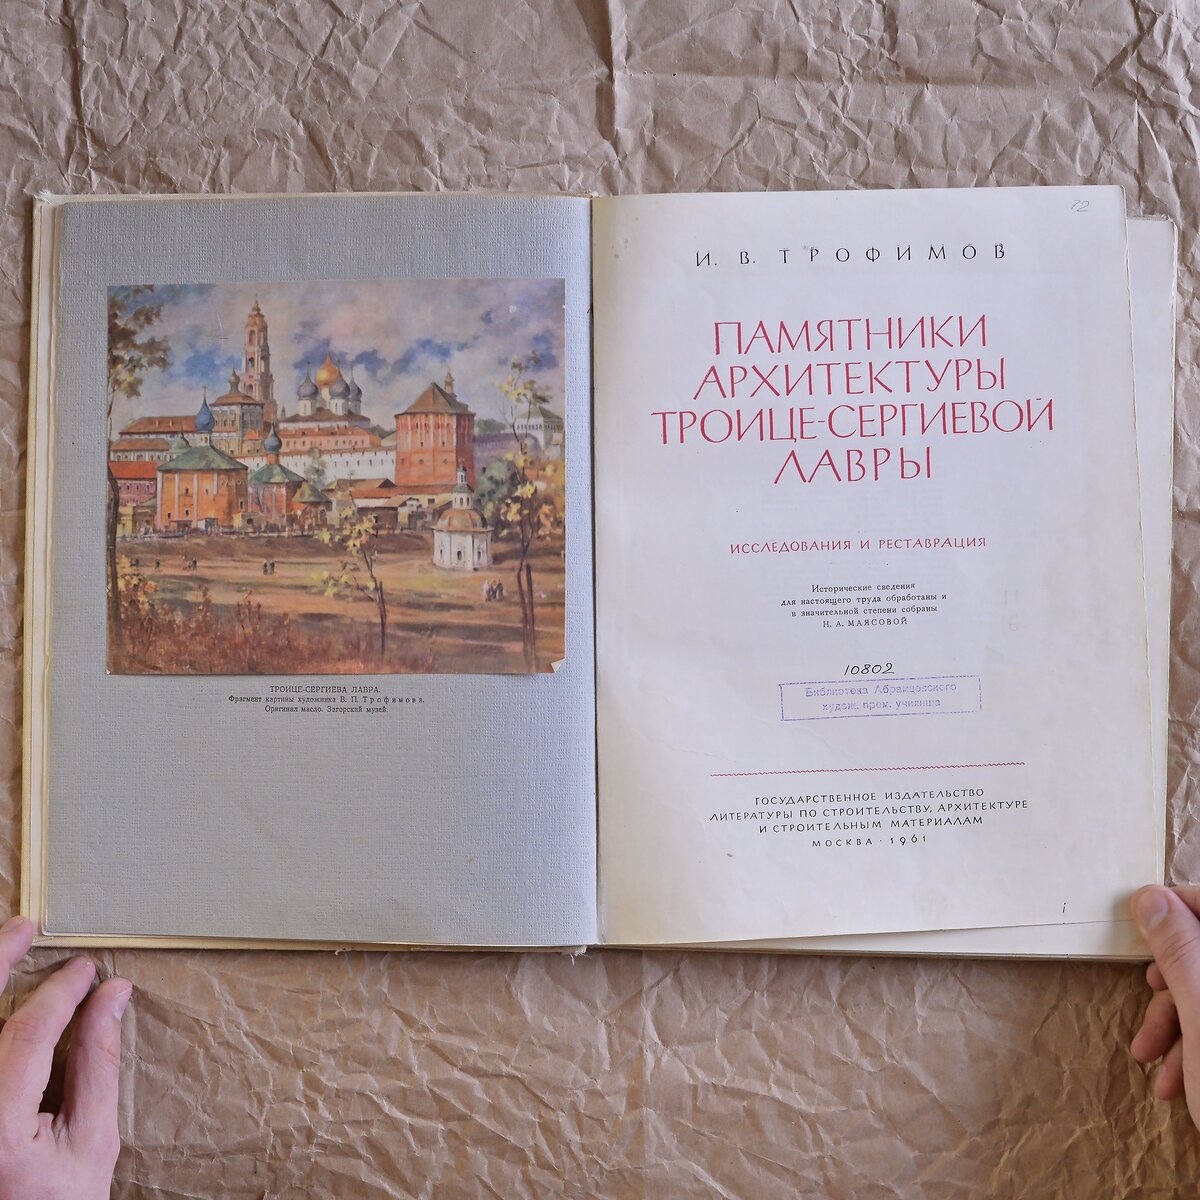 ТРОИЦЕ-СЕРГИЕВА ЛАВРА.
Фрагмент картины художника В. П. Трофимова.
Оригинал масло. Загорский музей.
72
И. В. ТРОФИМОВ
ПАМЯТНИКИ
АРХИТЕКТУРЫ
ТРОИЦЕ-СЕРГИЕВОЙ
ЛАВРЫ
ИССЛЕДОВАНИЯ И РЕСТАВРАЦИЯ
Исторические сведения
для настоящего труда обработаны и
в значительной степени собраны
Н. А. МАЯСОВОЙ
10802
Библиотека Абрамцевского
худож. пром. училища
ГОСУДАРСТВЕННОЕ ИЗДАТЕЛЬСТВО
ЛИТЕРАТУРЫ ПО СТРОИТЕЛЬСТВУ, АРХИТЕКТУРЕ
И СТРОИТЕЛЬНЫМ МАТЕРИАЛАМ
МОСКВА · 1961